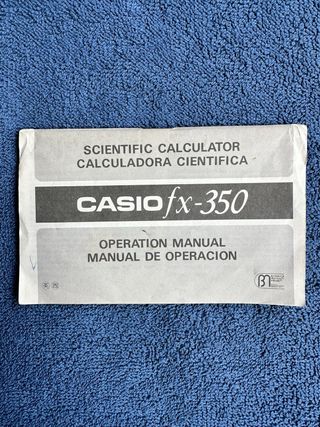 SCIENTIFIC CALCULATOR
CALCULADORA CIENTIFICA
CASIO fx-350
OPERATION MANUAL
MANUAL DE OPERACION